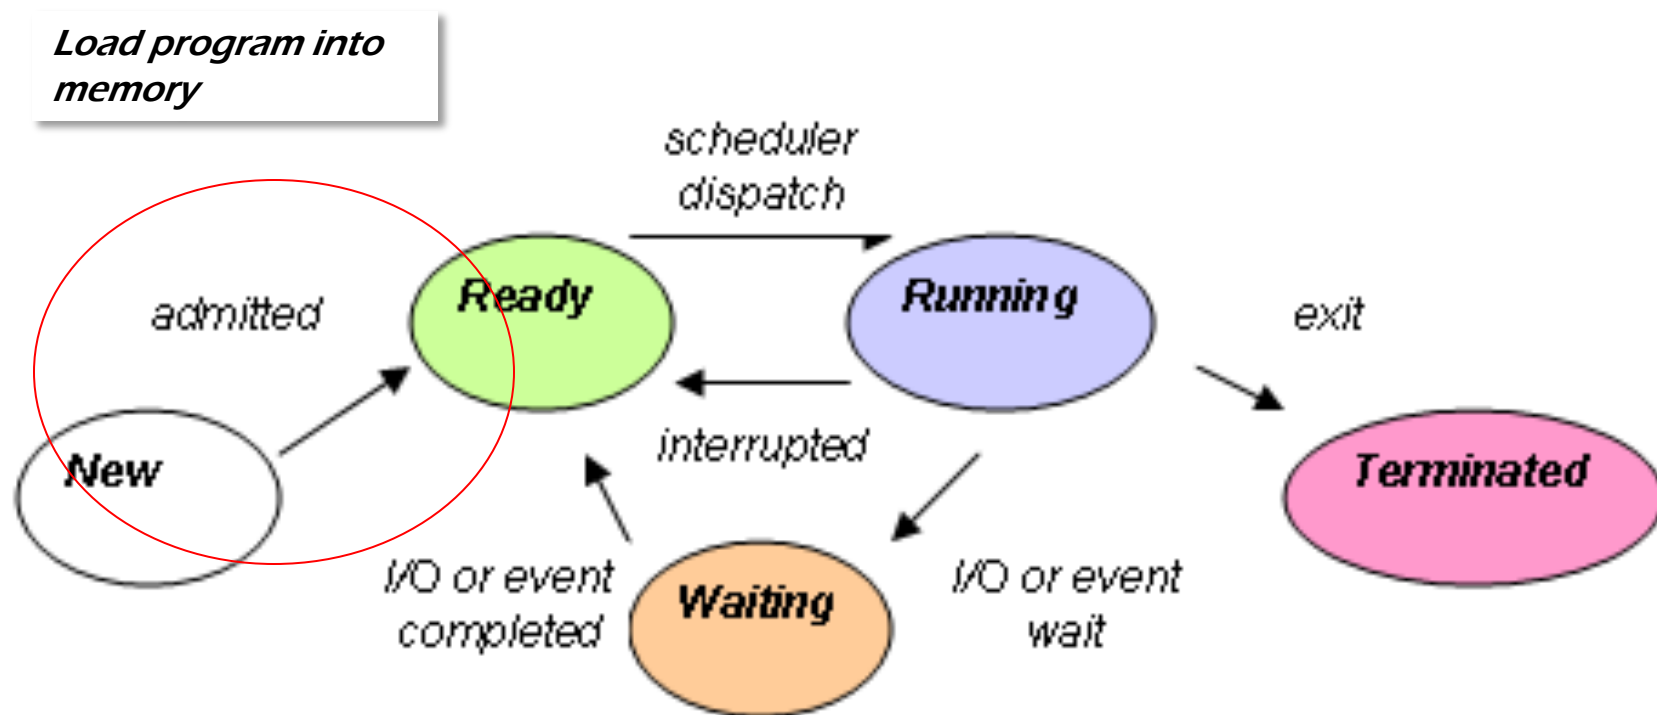 Load program into
memory
scheduler
dispatch
Ready
Running
admitted
exit
interrupted
New
Terminated
I/O or event
completed
Waiting
I/O or event
wait